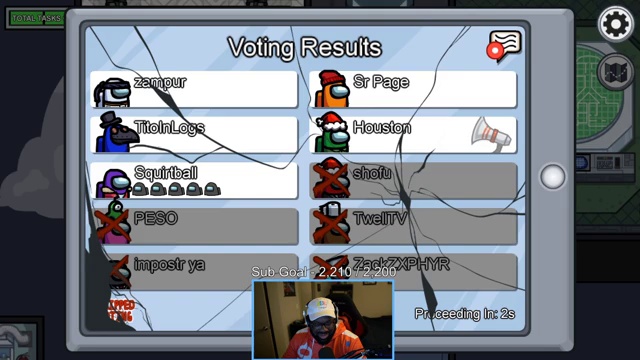 TOTAL TASKS
Voting Results
zampur
Sr Page
TitoInLogs
Houston
Squirtball
shofu
PESO
TwellTV
impostr ya
ZackZXPHYR
Sub-Goal - 2,210 / 2,200
Proceeding In: 2s